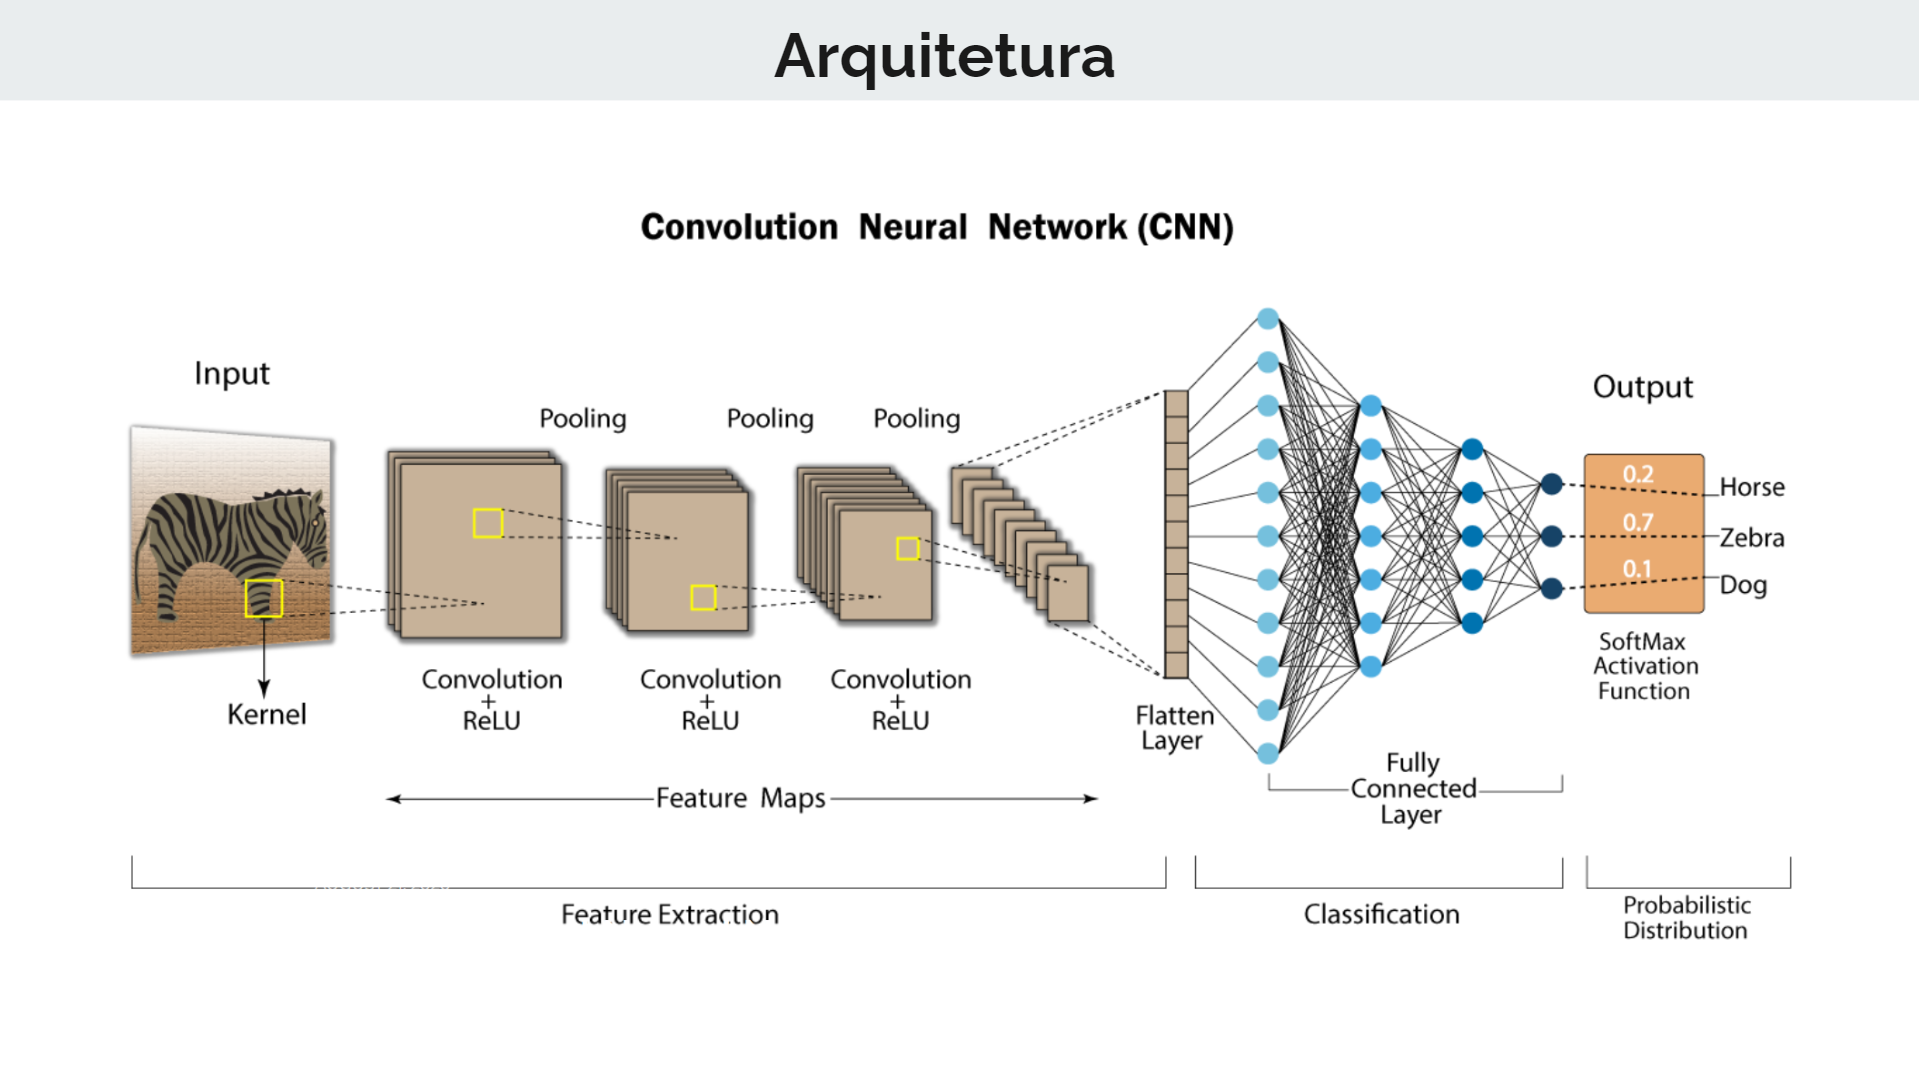 Arquitetura
Convolution Neural Network (CNN)
Input
Kernel
Pooling
Pooling
Pooling
Convolution
+
ReLU
Convolution
+
ReLU
Convolution
+
ReLU
Feature Maps
Flatten
Layer
Fully
Connected
Layer
Output
0.2
Horse
0.7
Zebra
0.1
Dog
SoftMax
Activation
Function
Feature Extraction
Classification
Probabilistic
Distribution